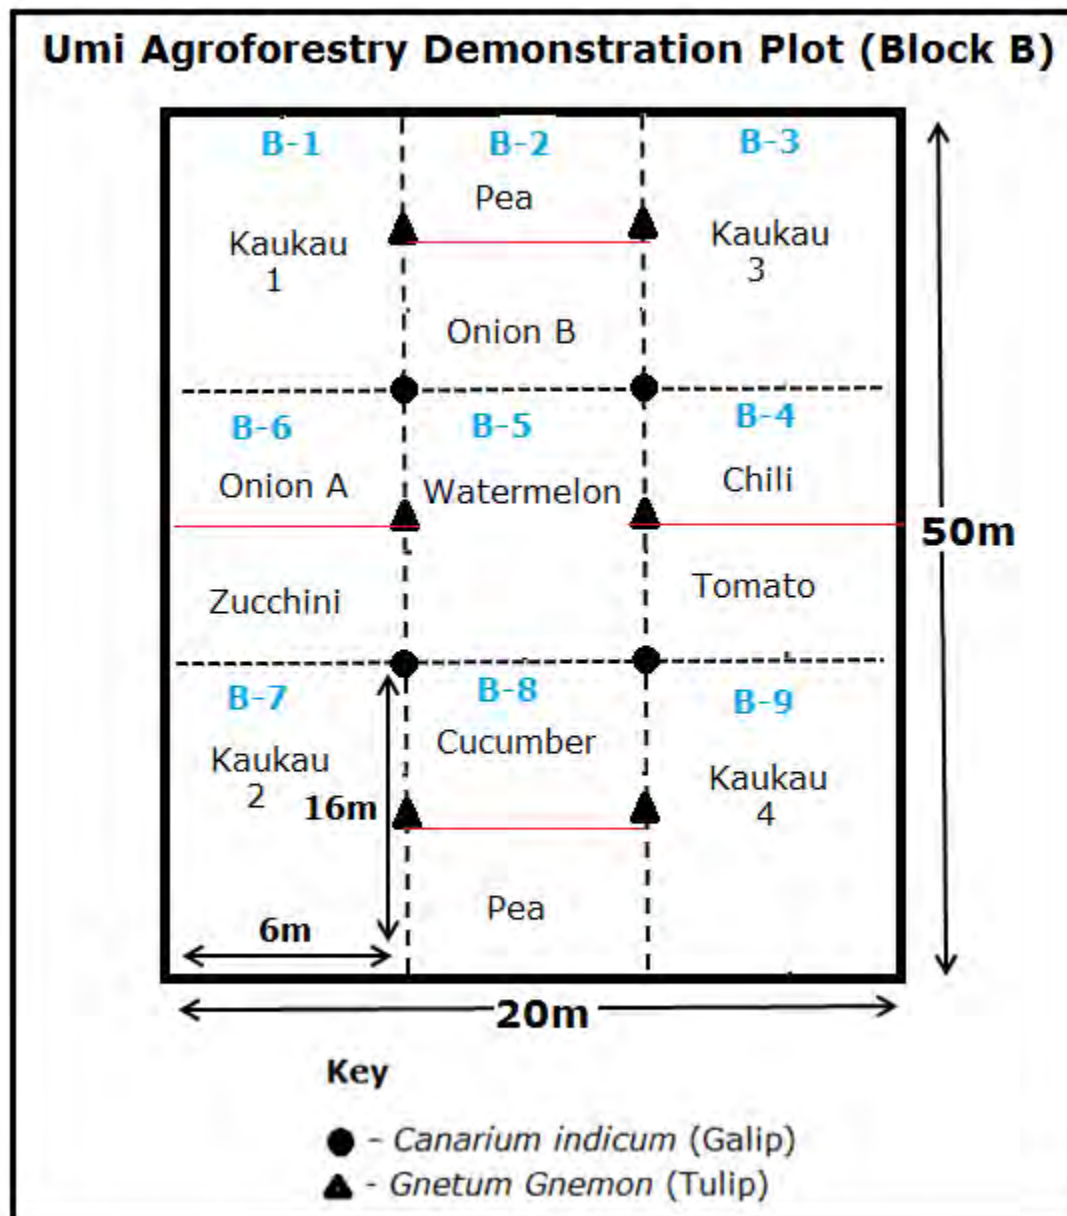 Umi Agroforestry Demonstration Plot (Block B)
B-1
B-2
B-3
Pea
Kaukau
1
Kaukau
3
Onion B
B-6
B-5
B-4
Onion A
Watermelon
Chili
50m
Zucchini
Tomato
B-7
B-8
B-9
Cucumber
Kaukau
2
16m
Kaukau
4
Pea
6m
20m
Key
- Canarium indicum (Galip)
- Gnetum Gnemon (Tulip)